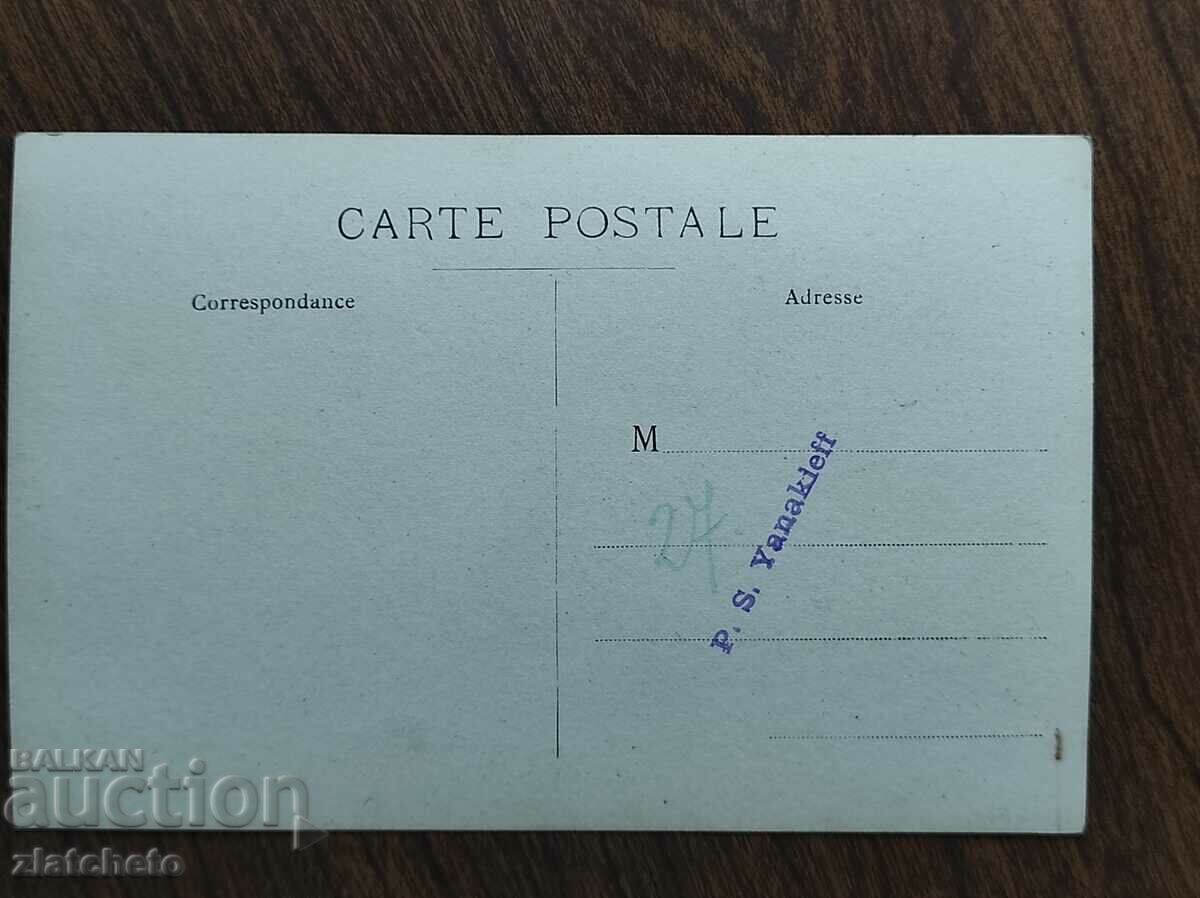 CARTE POSTALE
Correspondance
Adresse
M
27
P. S. Yanakieff
BALKAN
auction
zlatcheto